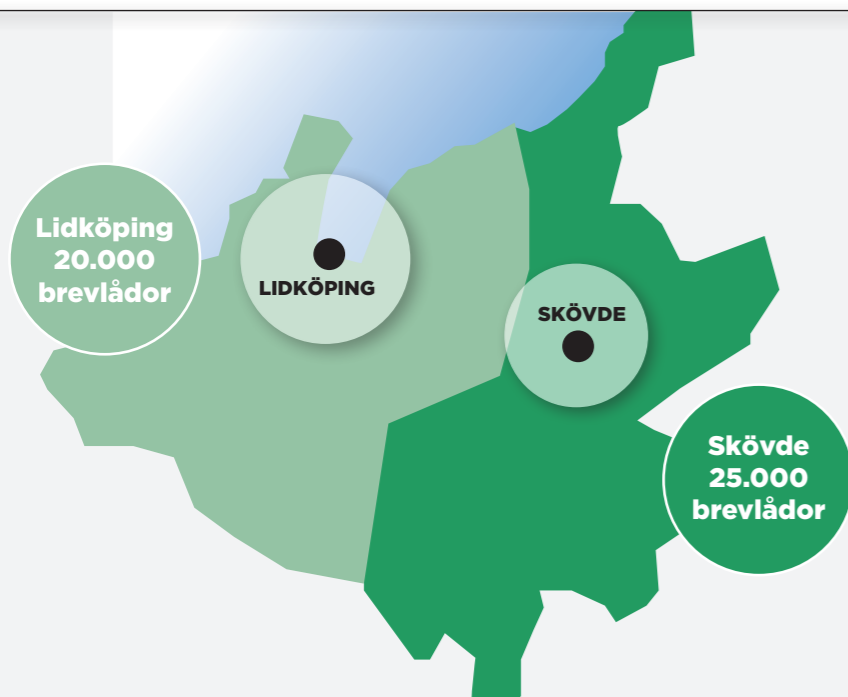 Lidköping
20.000
brevlådor
LIDKÖPING
SKÖVDE
Skövde
25.000
brevlådor